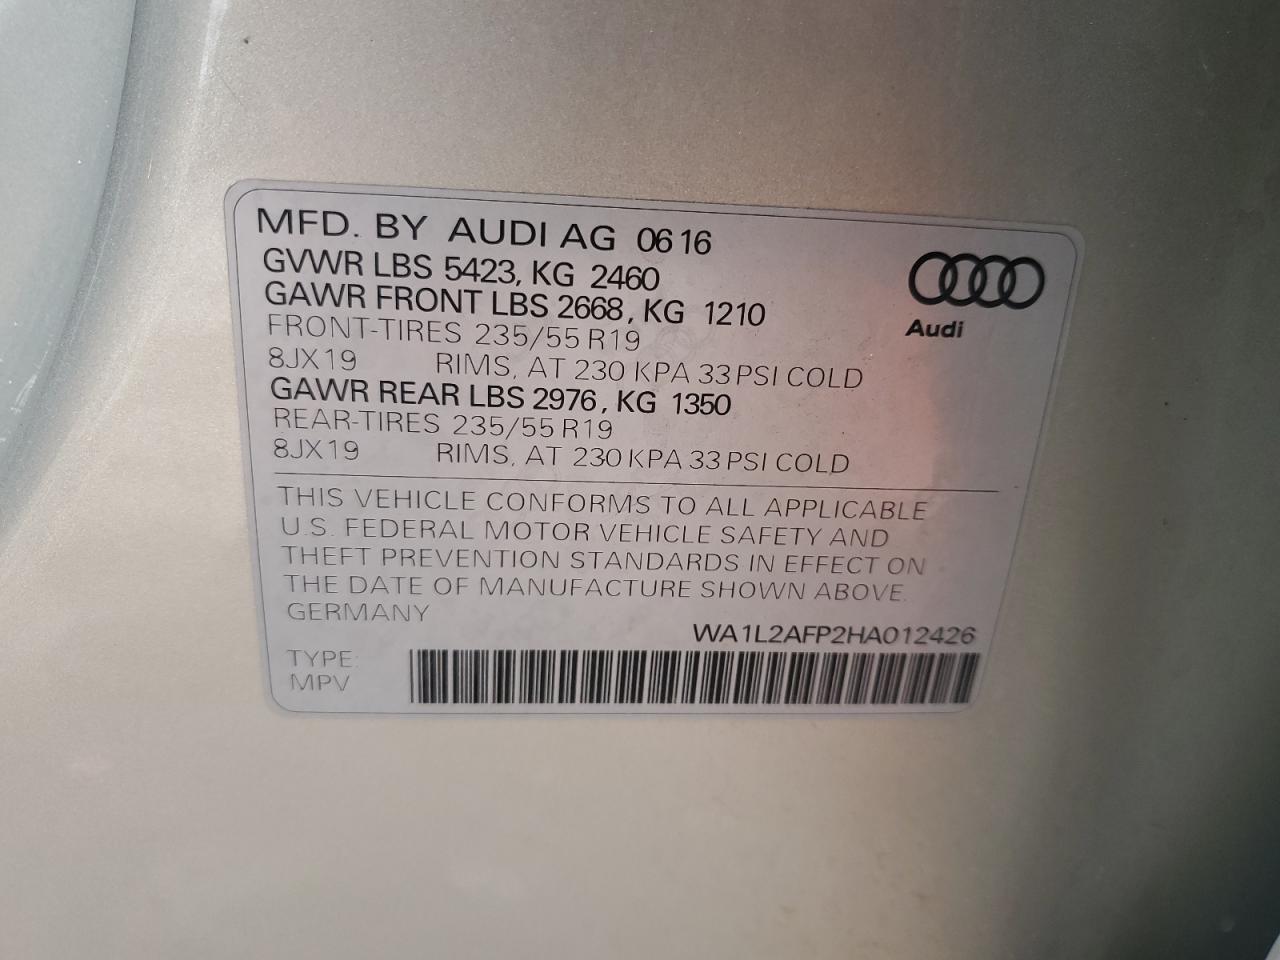 MFD. BY AUDI AG 06 16
GVWR LBS 5423, KG 2460
GAWR FRONT LBS 2668, KG 1210
FRONT-TIRES 235/55 R19
8JX19 RIMS, AT 230 KPA 33 PSI COLD
GAWR REAR LBS 2976, KG 1350
REAR-TIRES 235/55 R19
8JX19 RIMS, AT 230 KPA 33 PSI COLD
Audi
THIS VEHICLE CONFORMS TO ALL APPLICABLE
U.S. FEDERAL MOTOR VEHICLE SAFETY AND
THEFT PREVENTION STANDARDS IN EFFECT ON
THE DATE OF MANUFACTURE SHOWN ABOVE.
GERMANY
WA1L2AFP2HA012426
TYPE:
MPV